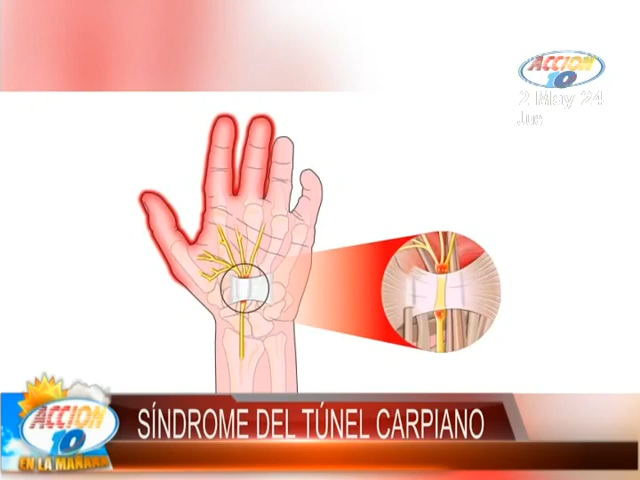 ACCION
10
2 May 24
Jue
SÍNDROME DEL TÚNEL CARPIANO
ACCION
10
EN LA MAÑANA